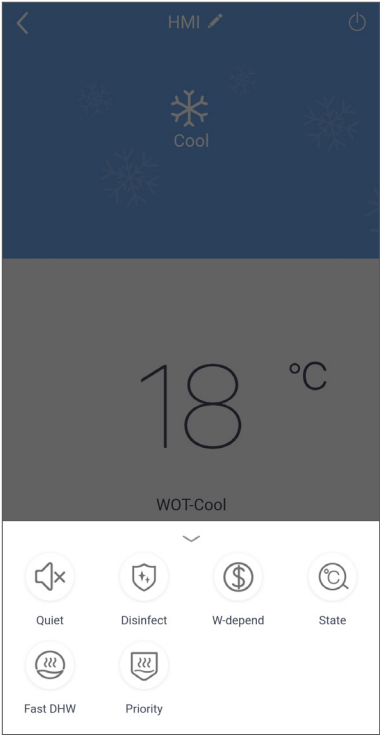 HMI
Cool
18 °C
WOT-Cool
Quiet Disinfect W-depend State
Fast DHW Priority